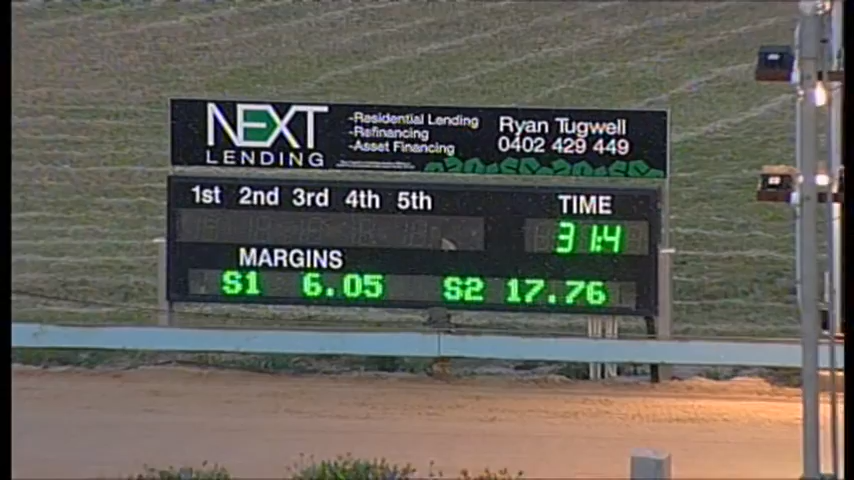 NEXT
LENDING
-Residential Lending
-Refinancing
-Asset Financing
Ryan Tugwell
0402 429 449
1st 2nd 3rd 4th 5th
TIME
31:4
MARGINS
S1 6.05 S2 17.76